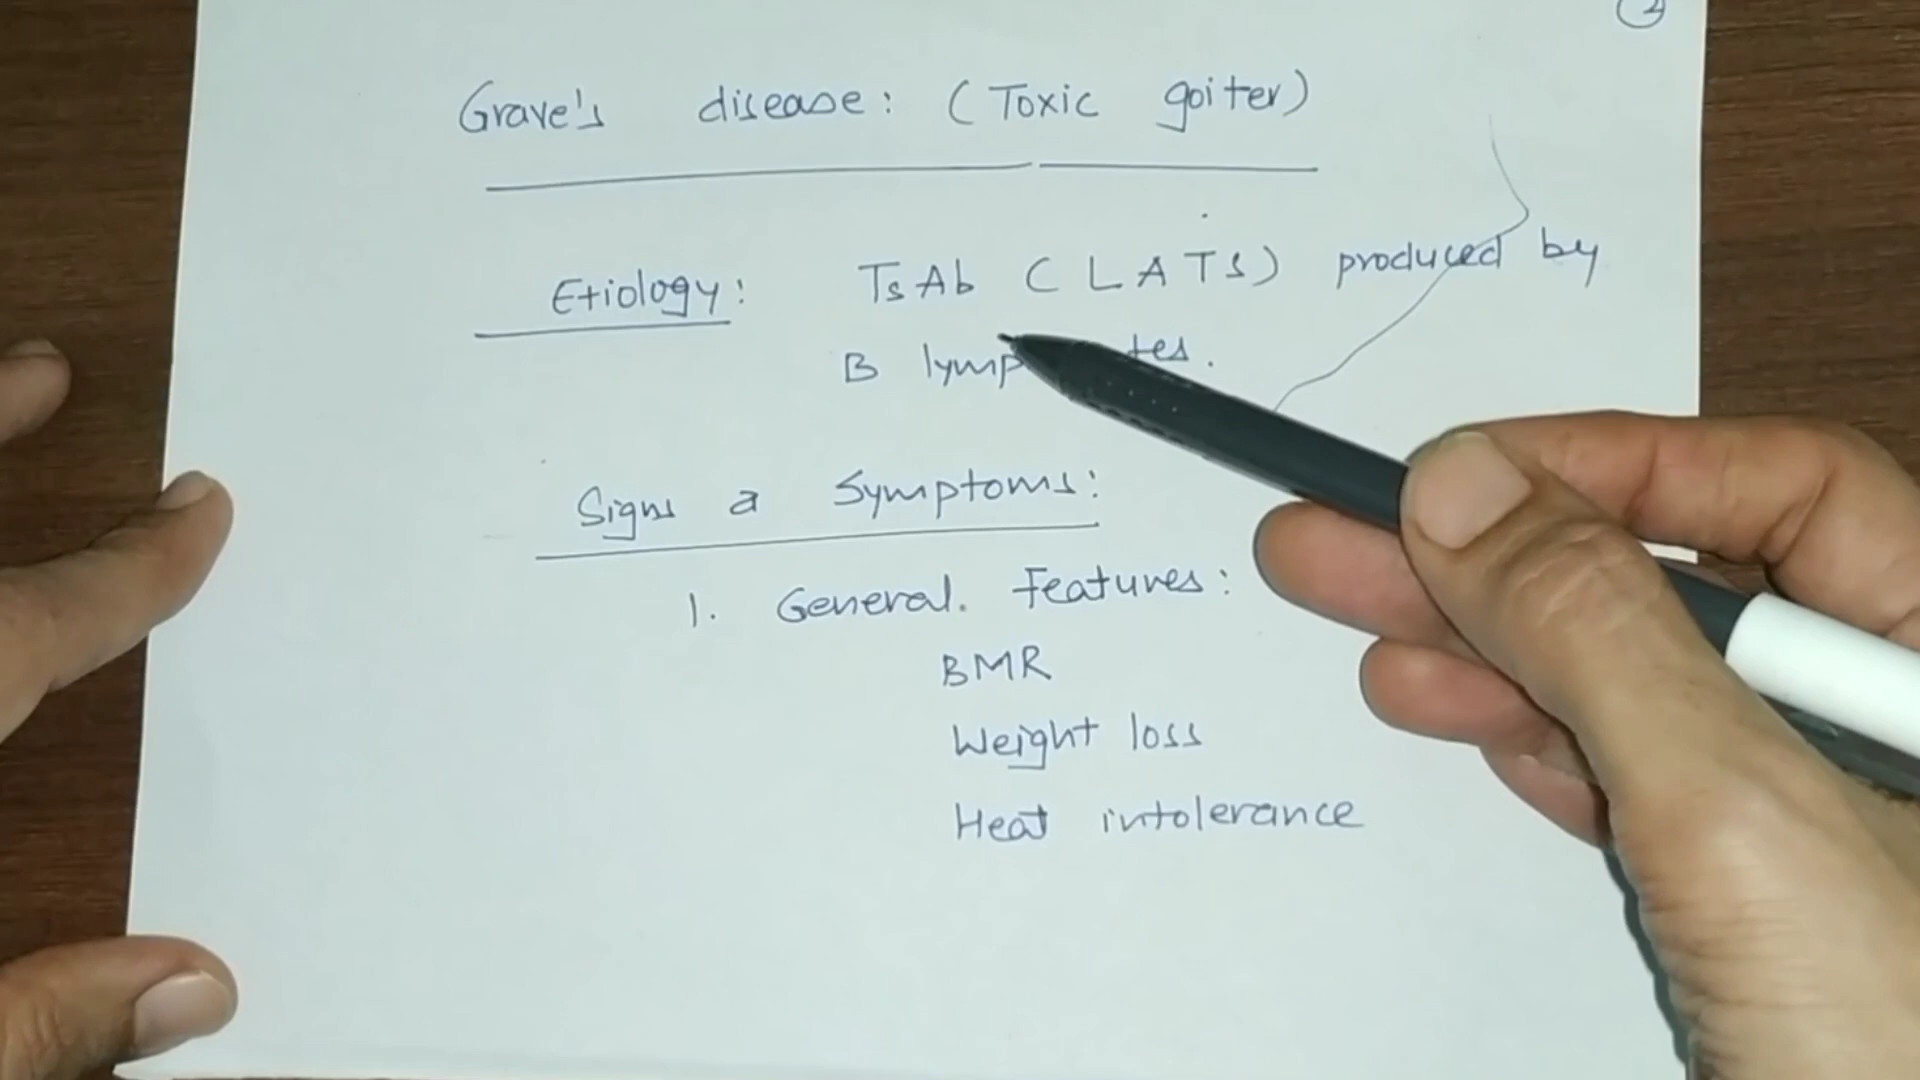 2
Grave's disease: (Toxic goiter)
Etiology: TsAb (LATS) produced by
B
Signs a Symptoms:
1. General. Features:
BMR
Weight loss
Heat intolerance